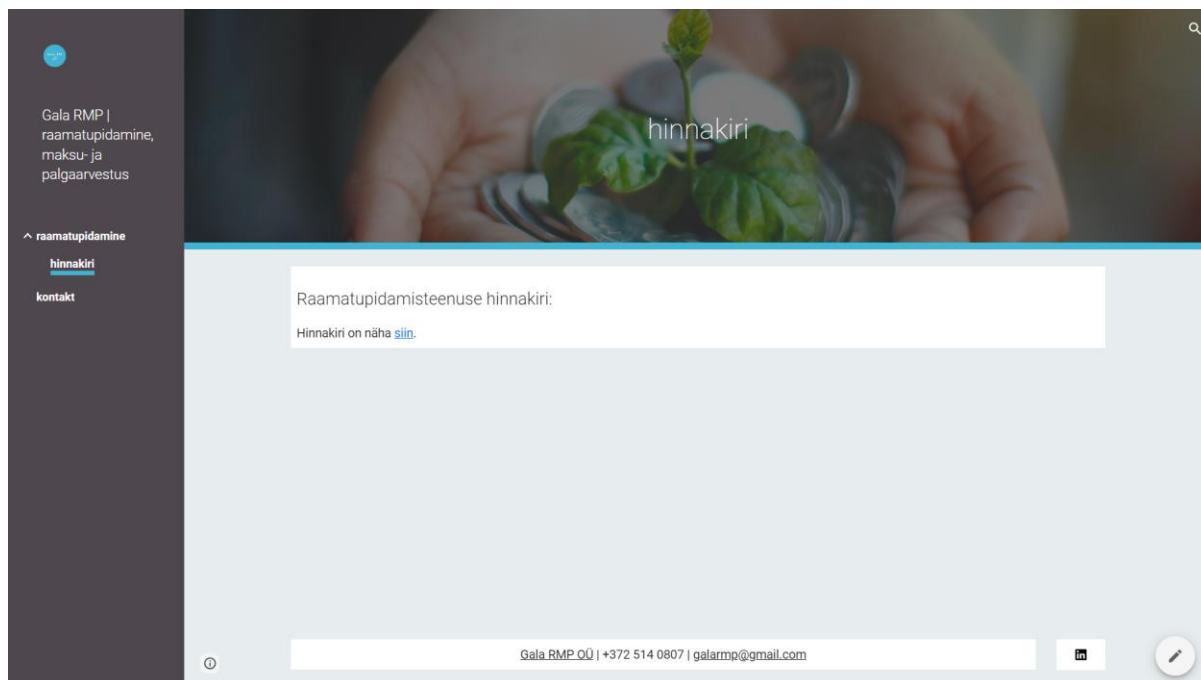 Gala RMP |
raamatupidamine,
maksu- ja
palgaarvestus
raamatupidamine
hinnakiri
kontakt
hinnakiri
Raamatupidamisteenuse hinnakiri:
Hinnakiri on näha siin.
Gala RMP OÜ | +372 514 0807 | galarmp@gmail.com
in